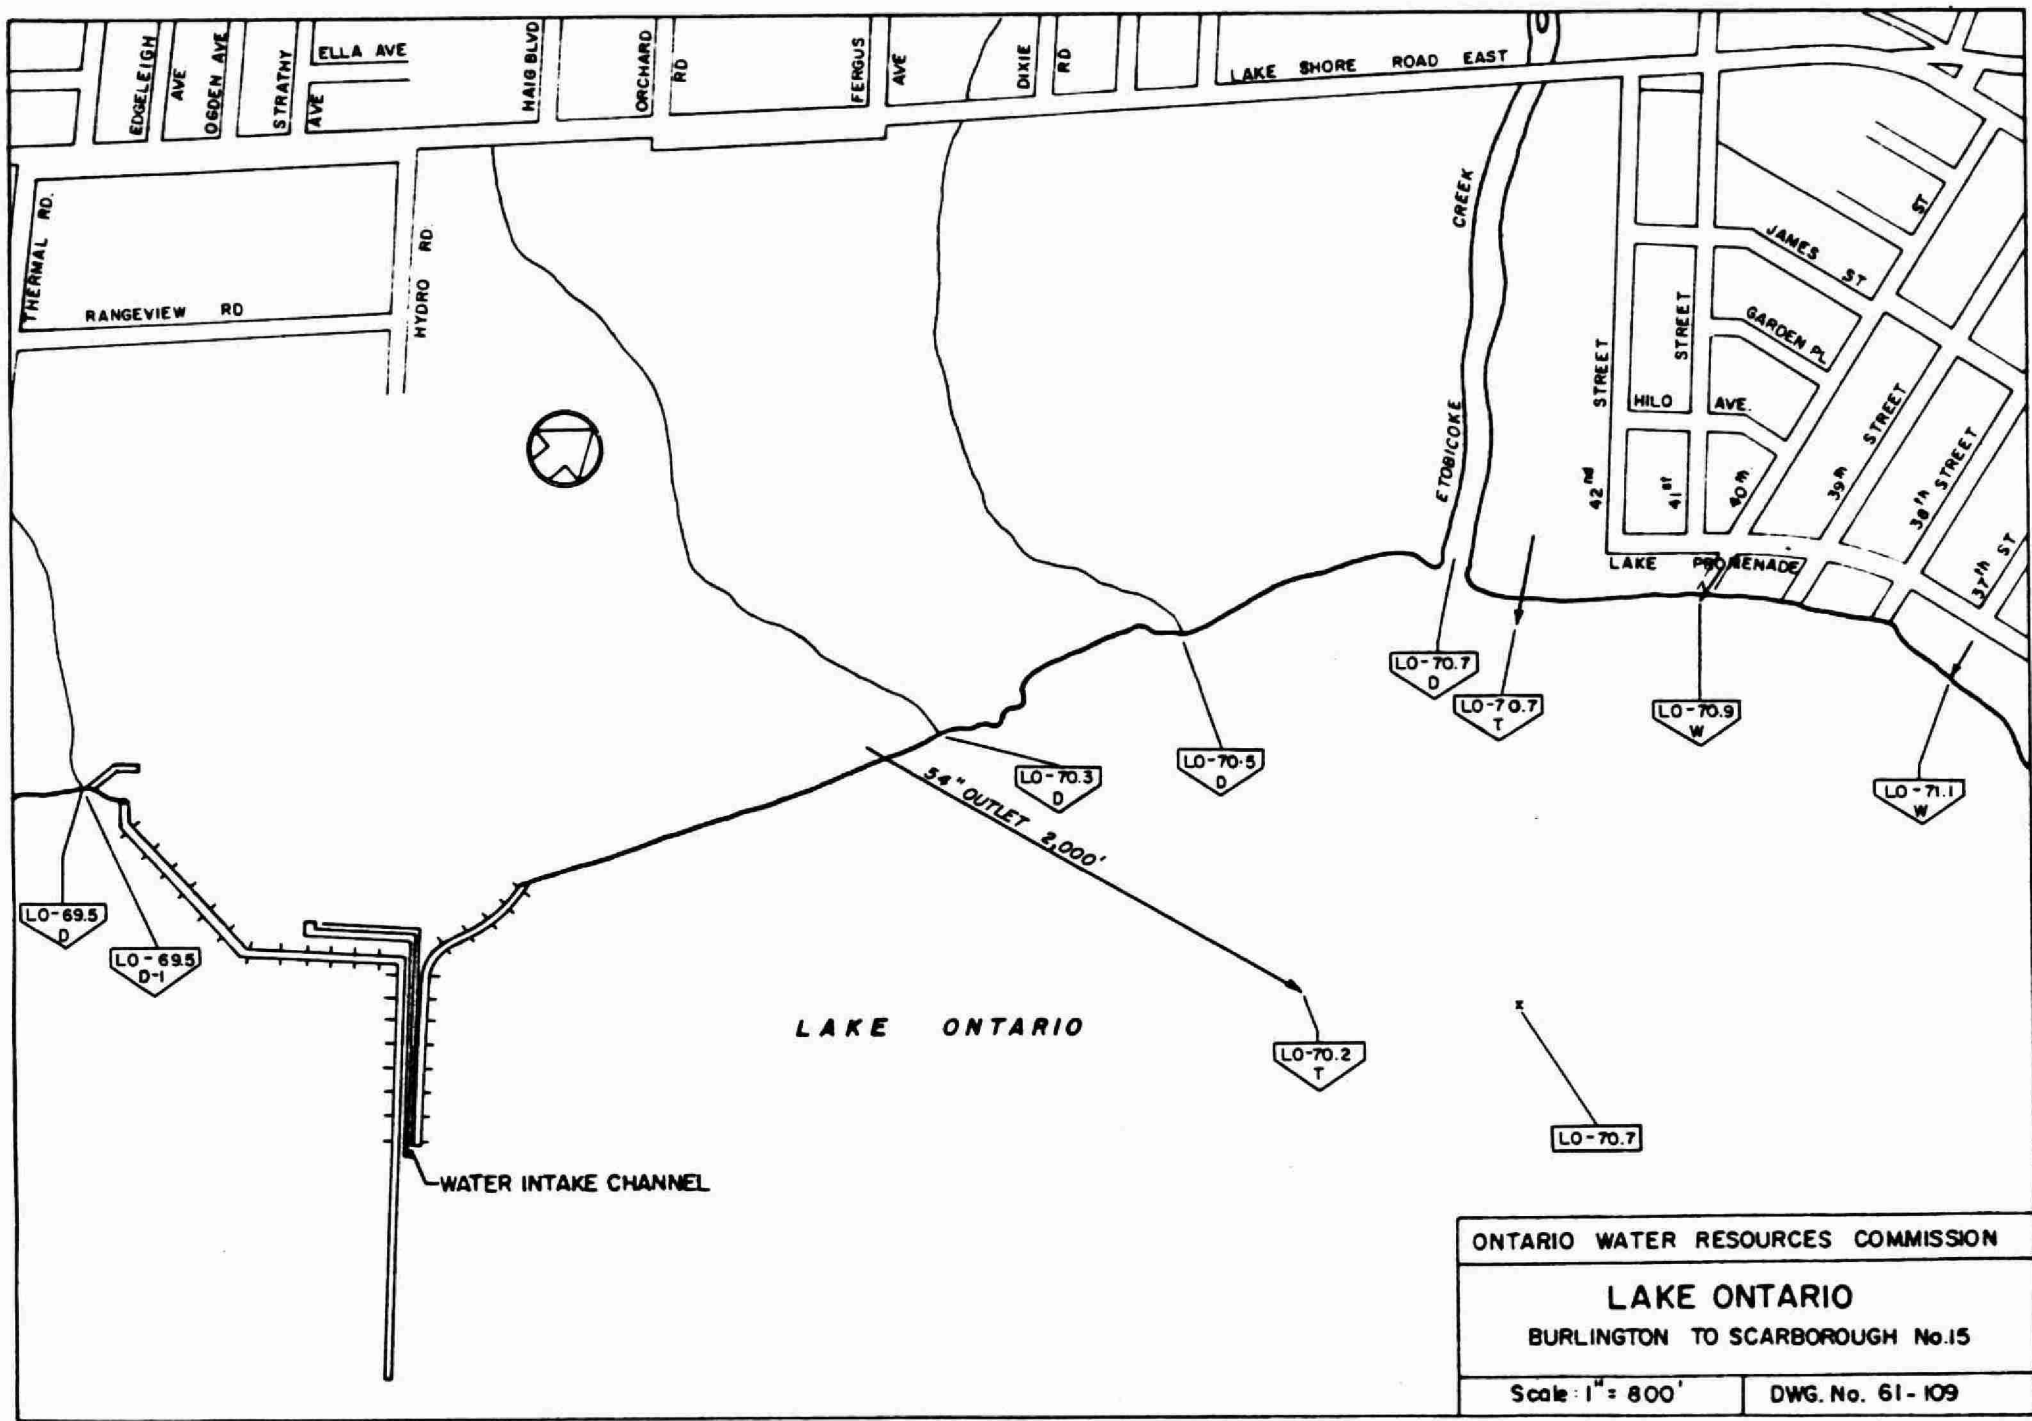 EDGELEIGH
AVE
OGDEN AVE
STRATHY
AVE
ELLA AVE
HAIG BLVD
ORCHARD
RD
FERGUS
AVE
DIXIE
RD
LAKE SHORE ROAD EAST
THERMAL RD.
RANGEVIEW RD
HYDRO RD.
ETOBICOKE CREEK
42nd STREET
41st STREET
40th
39th STREET
38th STREET
37th ST
JAMES ST
ST
GARDEN PL
HILO AVE.
LAKE PROMENADE
LO-70.7
D
LO-70.7
T
LO-70.9
W
LO-71.1
W
LO-70.5
D
LO-70.3
D
54" OUTLET 2,000'
LO-69.5
D
LO-69.5
D-1
LAKE ONTARIO
LO-70.2
T
x
LO-70.7
WATER INTAKE CHANNEL
ONTARIO WATER RESOURCES COMMISSION
LAKE ONTARIO
BURLINGTON TO SCARBOROUGH No.15
Scale: 1" = 800'
DWG. No. 61-109